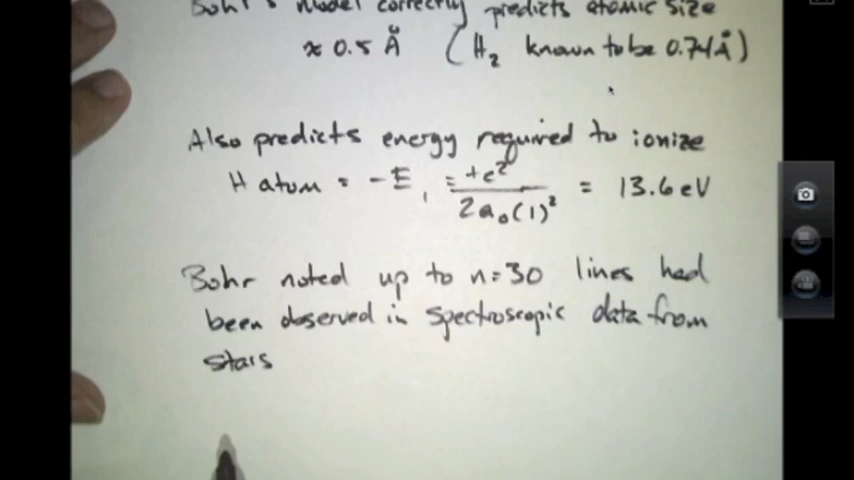 Bohr's model correctly predicts atomic size
≈ 0.5 Å (H₂ known to be 0.74Å)
Also predicts energy required to ionize
H atom = -E₁ = +e²/2a₀(1)² = 13.6 eV
Bohr noted up to n=30 lines had
been observed in spectroscopic data from
stars